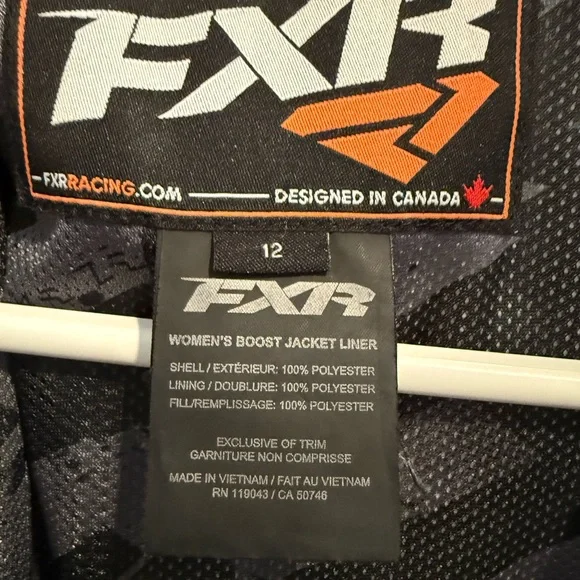 FXR
FXRRACING.COM
DESIGNED IN CANADA
12
FXR
WOMEN'S BOOST JACKET LINER
SHELL / EXTÉRIEUR: 100% POLYESTER
LINING / DOUBLURE: 100% POLYESTER
FILL/REMPLISSAGE: 100% POLYESTER
EXCLUSIVE OF TRIM
GARNITURE NON COMPRISE
MADE IN VIETNAM / FAIT AU VIETNAM
RN 119043 / CA 50746